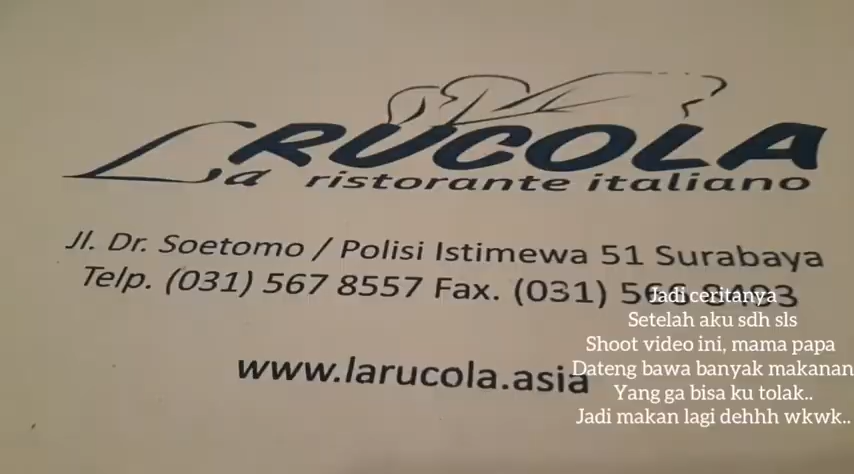 La RUCOLA
ristorante italiano
Jl. Dr. Soetomo / Polisi Istimewa 51 Surabaya
Telp. (031) 567 8557 Fax. (031) 566 8493
www.larucola.asia
Jadi ceritanya
Setelah aku sdh sls
Shoot video ini, mama papa
Dateng bawa banyak makanan
Yang ga bisa ku tolak..
Jadi makan lagi dehhh wkwk..